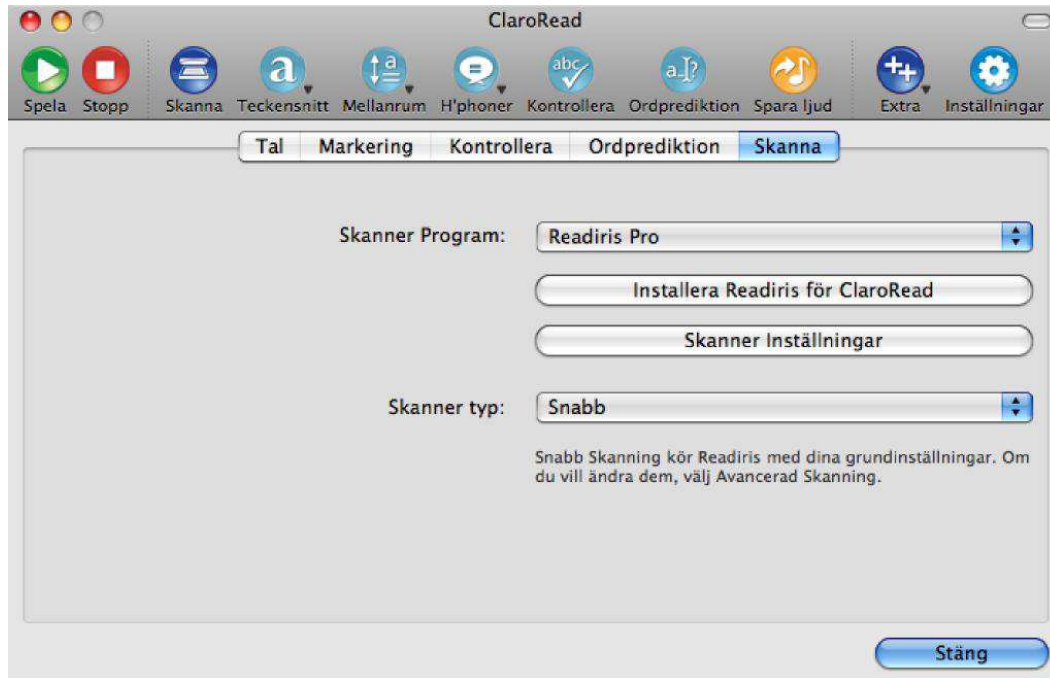 ClaroRead
a a abc a ? ++
Spela Stopp Skanna Teckensnitt Mellanrum H'phoner Kontrollera Ordprediktion Spara ljud Extra Inställningar
Tal Markering Kontrollera Ordprediktion Skanna
Skanner Program: Readiris Pro
Installera Readiris för ClaroRead
Skanner Inställningar
Skanner typ: Snabb
Snabb Skanning kör Readiris med dina grundinställningar. Om
du vill ändra dem, välj Avancerad Skanning.
Stäng